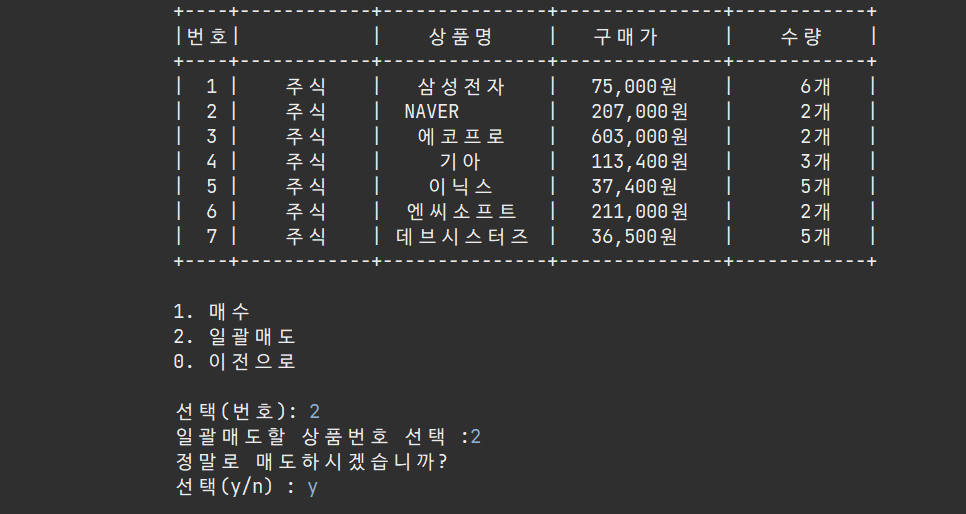 +----+------------+---------------+---------------+------------+
|번호|            |    상품명     |   구매가      |    수량    |
+----+------------+---------------+---------------+------------+
|  1 |    주식    |   삼성전자    |   75,000원    |      6개   |
|  2 |    주식    |  NAVER        |   207,000원   |      2개   |
|  3 |    주식    |   에코프로    |   603,000원   |      2개   |
|  4 |    주식    |     기아      |   113,400원   |      3개   |
|  5 |    주식    |    이닉스     |   37,400원    |      5개   |
|  6 |    주식    |  엔씨소프트   |   211,000원   |      2개   |
|  7 |    주식    | 데브시스터즈  |   36,500원    |      5개   |
+----+------------+---------------+---------------+------------+
1. 매수
2. 일괄매도
0. 이전으로
선택(번호): 2
일괄매도할 상품번호 선택 :2
정말로 매도하시겠습니까?
선택(y/n) : y